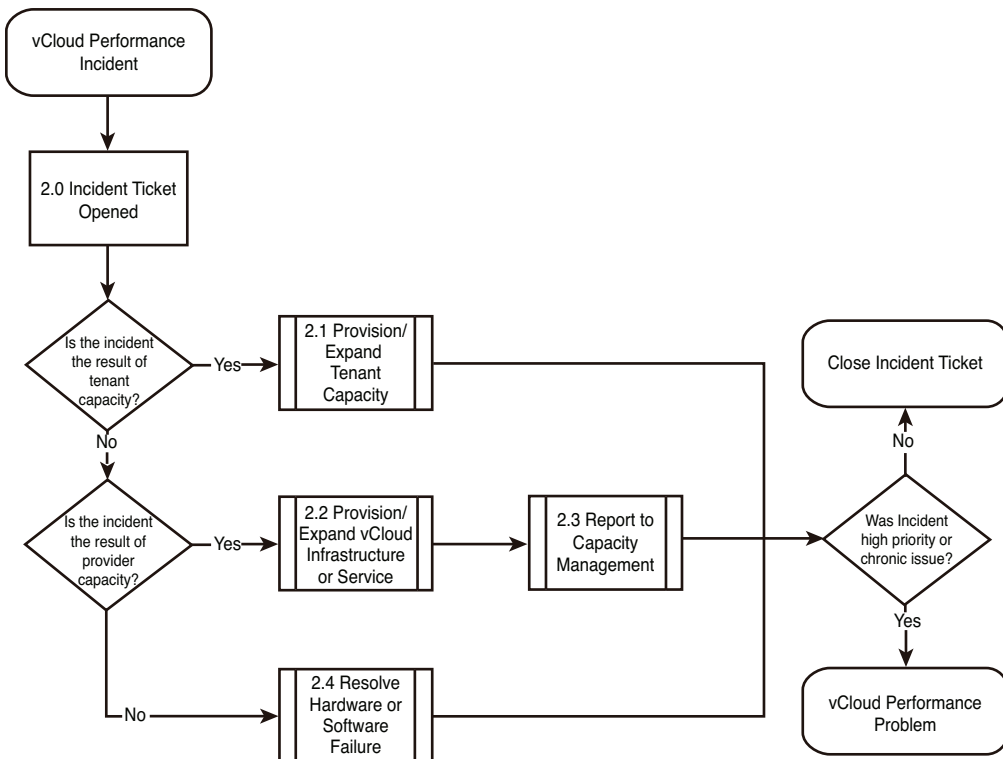 vCloud Performance
Incident
2.0 Incident Ticket
Opened
Is the incident
the result of
tenant
capacity?
Yes
2.1 Provision/
Expand
Tenant
Capacity
No
Is the incident
the result of
provider
capacity?
Yes
2.2 Provision/
Expand vCloud
Infrastructure
or Service
2.3 Report to
Capacity
Management
No
2.4 Resolve
Hardware or
Software
Failure
Close Incident Ticket
No
Was Incident
high priority or
chronic issue?
Yes
vCloud Performance
Problem